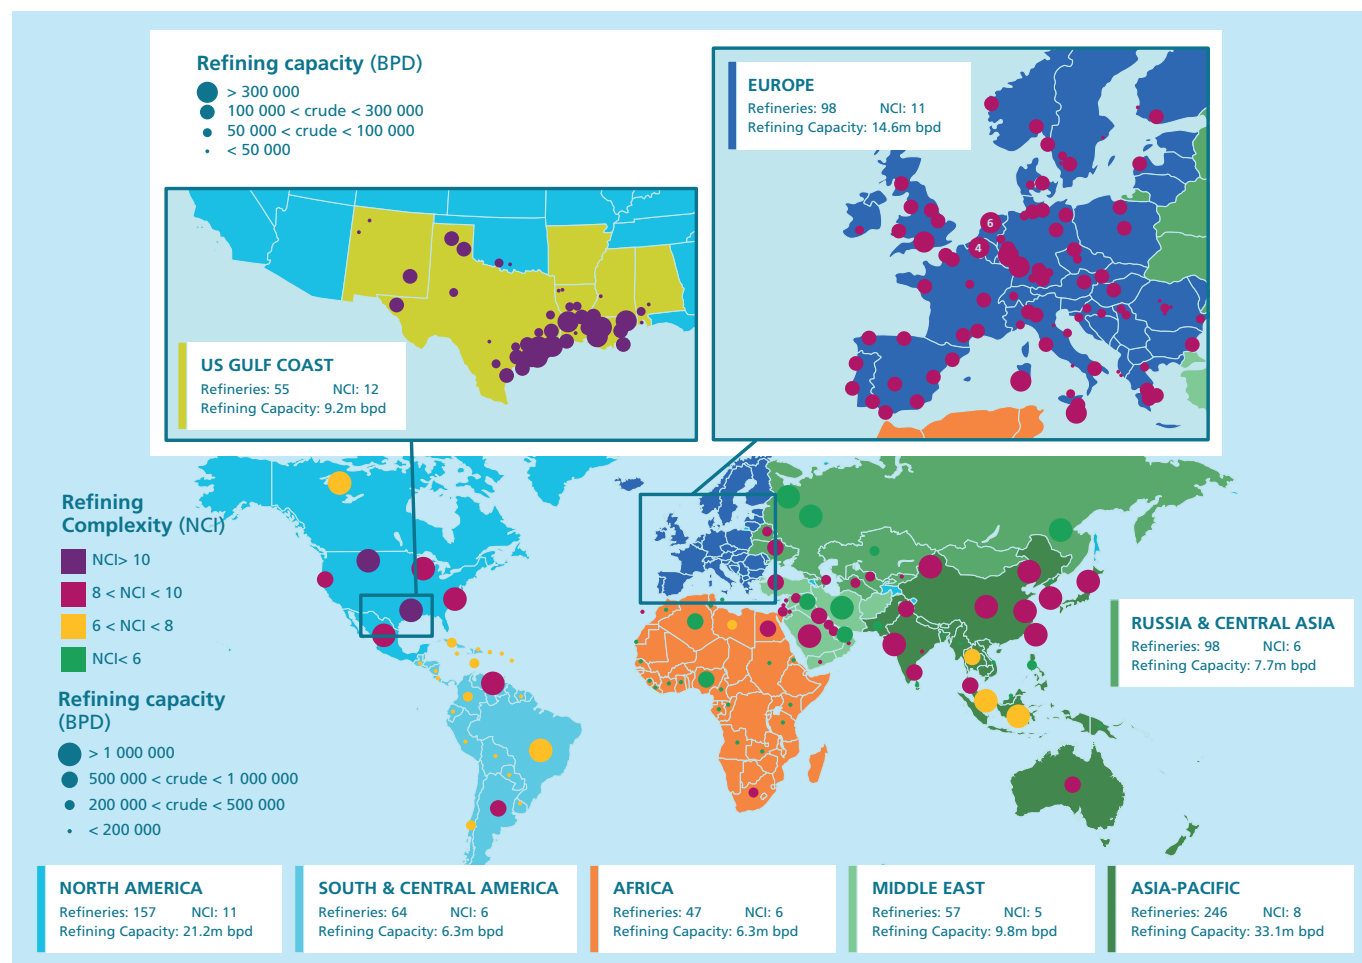 Refining capacity (BPD)
> 300 000
100 000 < crude < 300 000
50 000 < crude < 100 000
< 50 000
EUROPE
Refineries: 98 NCI: 11
Refining Capacity: 14.6m bpd
6
4
US GULF COAST
Refineries: 55 NCI: 12
Refining Capacity: 9.2m bpd
Refining
Complexity (NCI)
NCI> 10
8 < NCI < 10
6 < NCI < 8
NCI< 6
Refining capacity
(BPD)
> 1 000 000
500 000 < crude < 1 000 000
200 000 < crude < 500 000
< 200 000
RUSSIA & CENTRAL ASIA
Refineries: 98 NCI: 6
Refining Capacity: 7.7m bpd
NORTH AMERICA
Refineries: 157 NCI: 11
Refining Capacity: 21.2m bpd
SOUTH & CENTRAL AMERICA
Refineries: 64 NCI: 6
Refining Capacity: 6.3m bpd
AFRICA
Refineries: 47 NCI: 6
Refining Capacity: 6.3m bpd
MIDDLE EAST
Refineries: 57 NCI: 5
Refining Capacity: 9.8m bpd
ASIA-PACIFIC
Refineries: 246 NCI: 8
Refining Capacity: 33.1m bpd